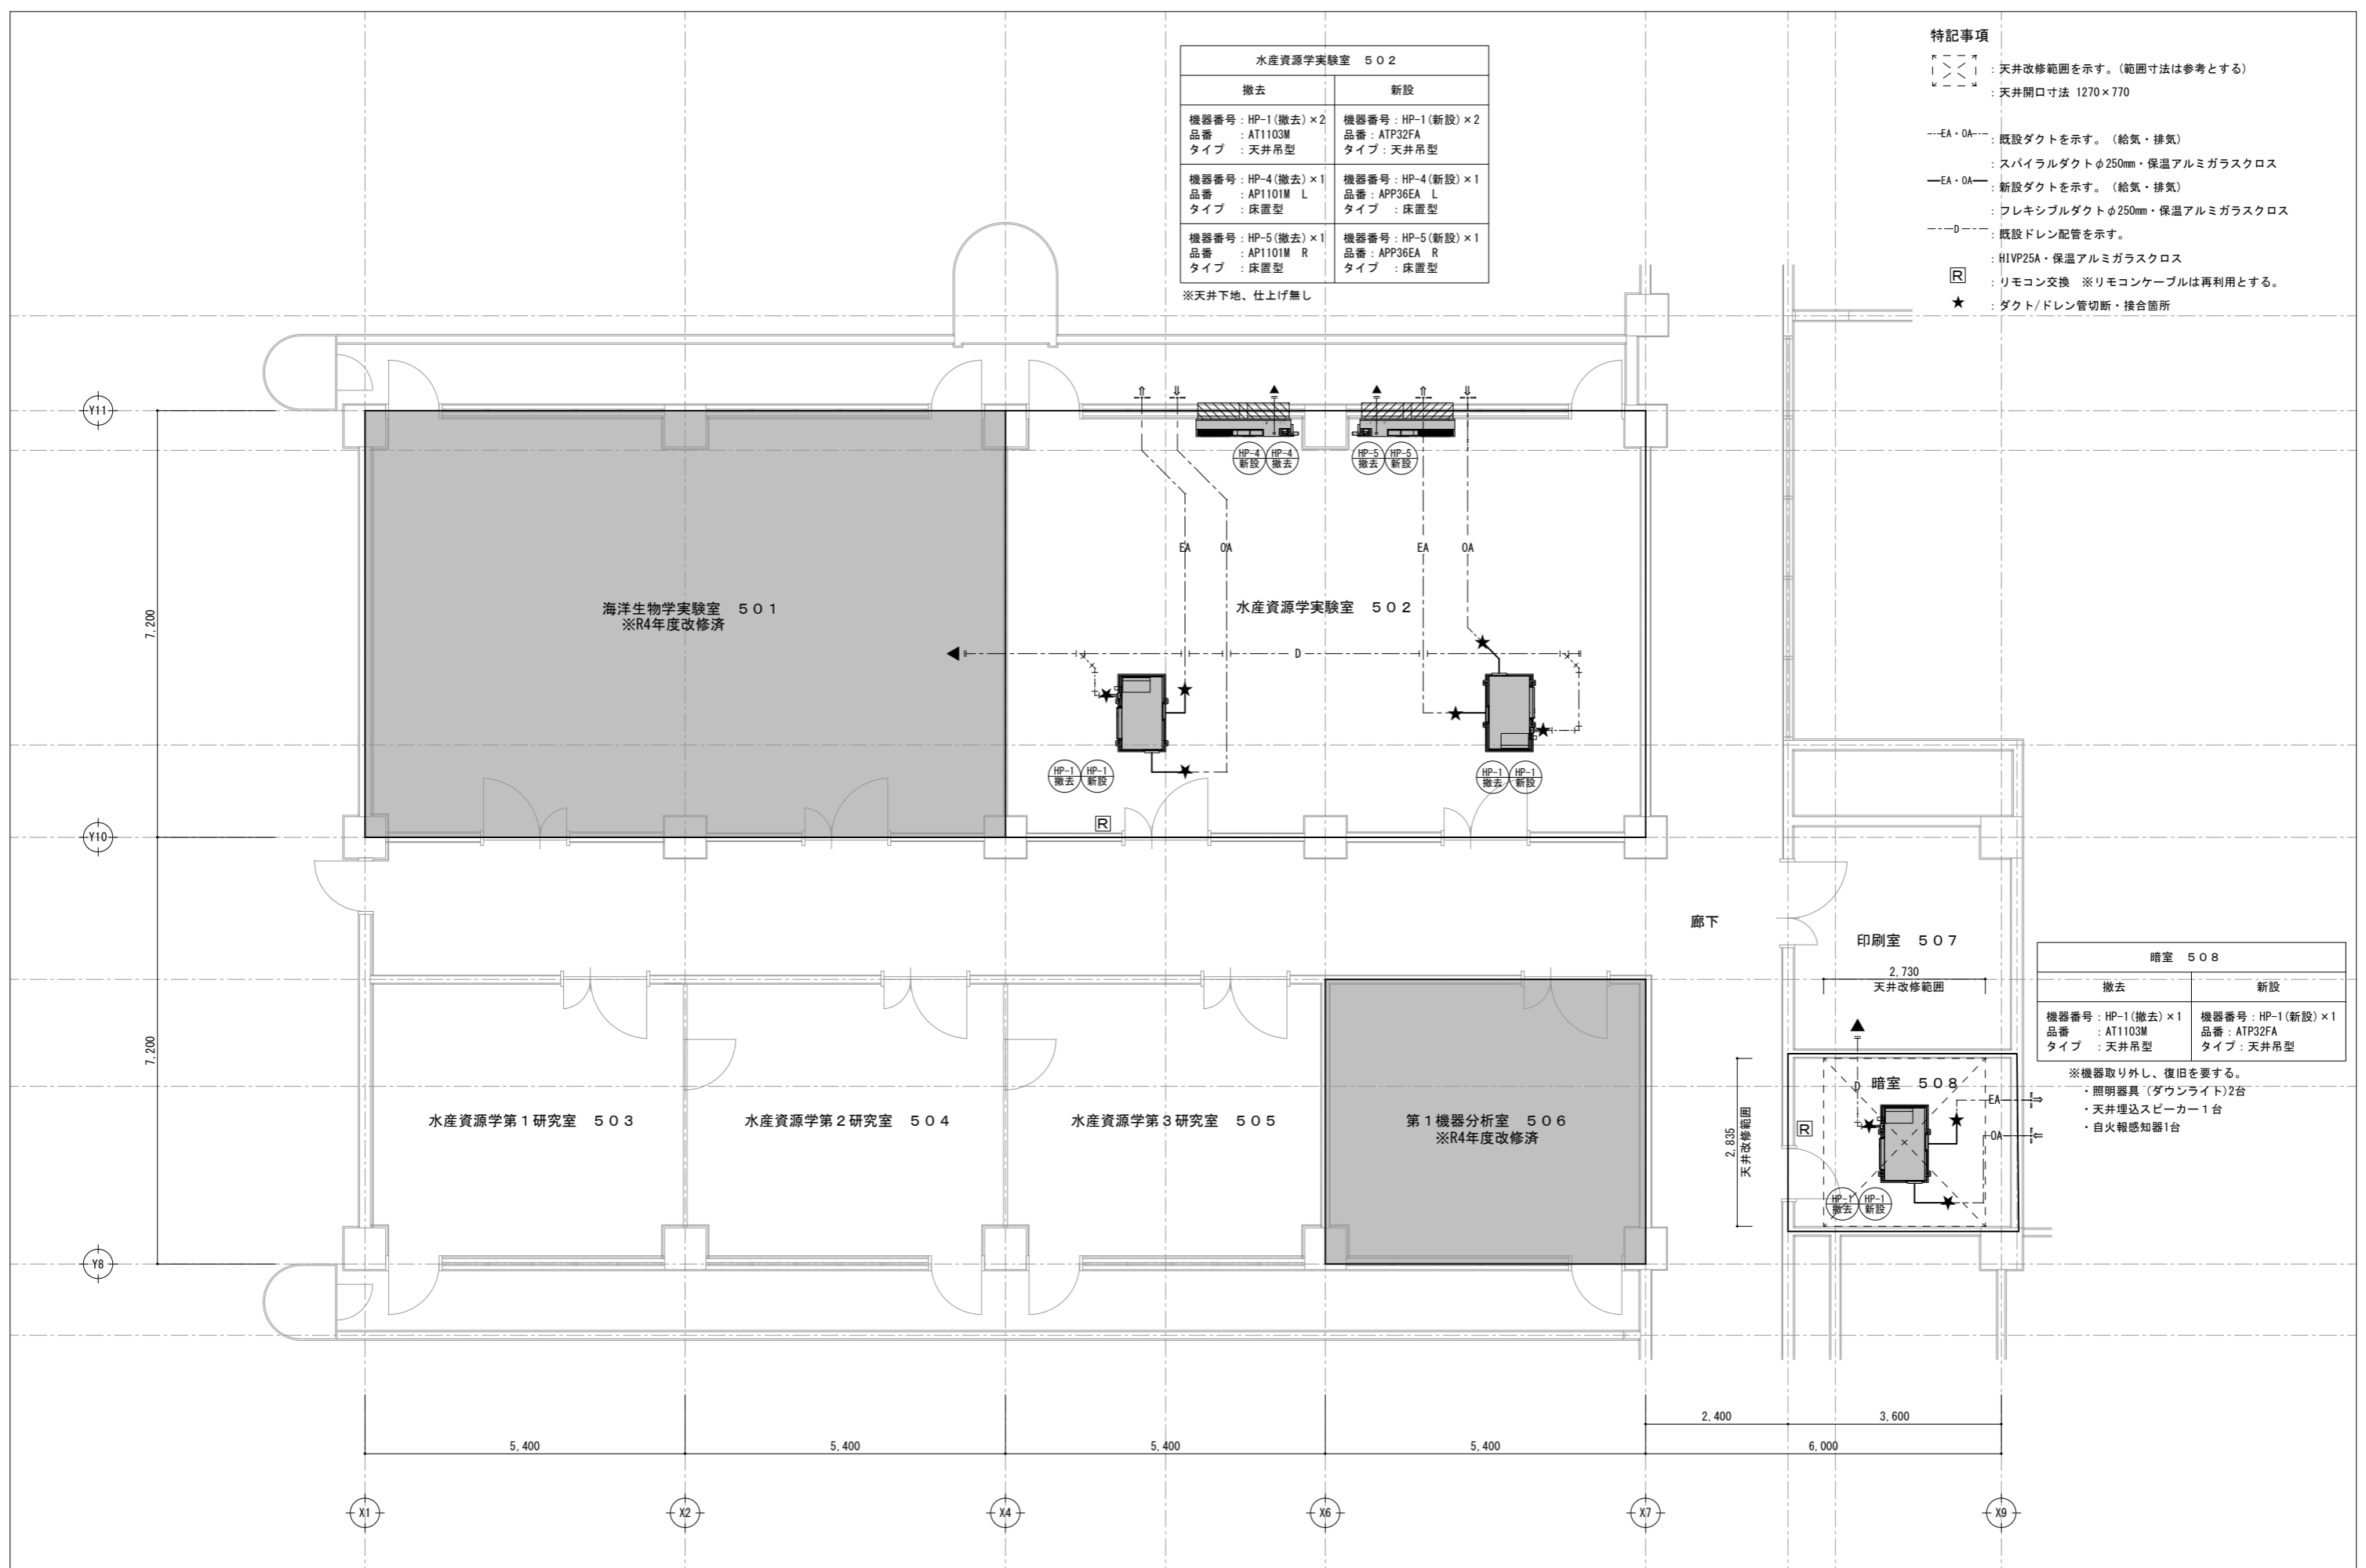 水産資源学実験室　５０２
撤去　新設
機器番号：HP-1(撤去)×2　機器番号：HP-1(新設)×2
品番　　：AT1103M　品番：ATP32FA
タイプ　：天井吊型　タイプ：天井吊型
機器番号：HP-4(撤去)×1　機器番号：HP-4(新設)×1
品番　　：AP1101M L　品番：APP36EA L
タイプ　：床置型　タイプ　：床置型
機器番号：HP-5(撤去)×1　機器番号：HP-5(新設)×1
品番　　：AP1101M R　品番：APP36EA R
タイプ　：床置型　タイプ　：床置型
※天井下地、仕上げ無し
特記事項
：天井改修範囲を示す。(範囲寸法は参考とする)
：天井開口寸法 1270×770
EA・OA：既設ダクトを示す。（給気・排気）
：スパイラルダクトφ250mm・保温アルミガラスクロス
EA・OA：新設ダクトを示す。（給気・排気）
：フレキシブルダクトφ250mm・保温アルミガラスクロス
D：既設ドレン配管を示す。
：HIVP25A・保温アルミガラスクロス
R：リモコン交換　※リモコンケーブルは再利用とする。
★：ダクト/ドレン管切断・接合箇所
Y11
HP-4 新設
HP-4 撤去
HP-5 撤去
HP-5 新設
EA
OA
EA
OA
7,200
海洋生物学実験室　５０１
※R4年度改修済
水産資源学実験室　５０２
D
HP-1 撤去
HP-1 新設
HP-1 撤去
HP-1 新設
R
Y10
廊下
印刷室　５０７
2,730
天井改修範囲
暗室　５０８
撤去　新設
機器番号：HP-1(撤去)×1　機器番号：HP-1(新設)×1
品番　　：AT1103M　品番：ATP32FA
タイプ　：天井吊型　タイプ：天井吊型
※機器取り外し、復旧を要する。
・照明器具（ダウンライト)2台
・天井埋込スピーカー１台
・自火報感知器1台
7,200
水産資源学第１研究室　５０３
水産資源学第２研究室　５０４
水産資源学第３研究室　５０５
第１機器分析室　５０６
※R4年度改修済
2,835
天井改修範囲
暗室　５０８
D
EA
OA
R
HP-1 撤去
HP-1 新設
Y8
2,400
3,600
5,400
5,400
5,400
5,400
6,000
X1
X2
X4
X6
X7
X9